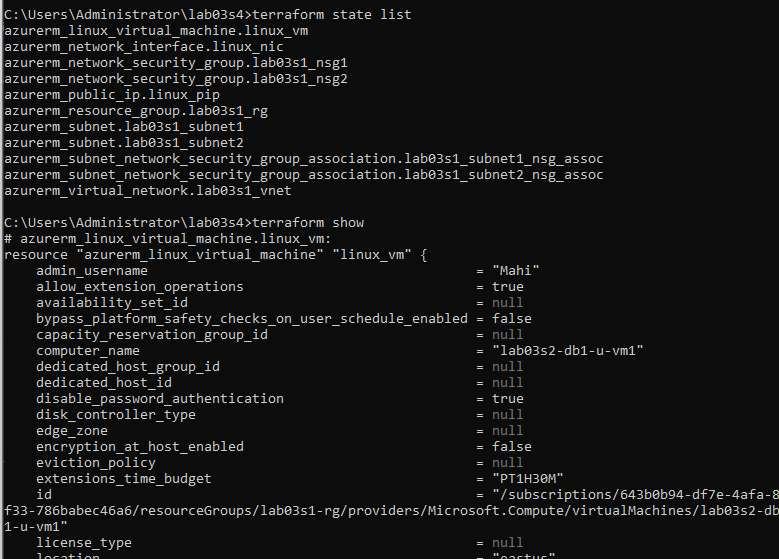 C:\Users\Administrator\lab03s4>terraform state list
azurerm_linux_virtual_machine.linux_vm
azurerm_network_interface.linux_nic
azurerm_network_security_group.lab03s1_nsg1
azurerm_network_security_group.lab03s1_nsg2
azurerm_public_ip.linux_pip
azurerm_resource_group.lab03s1_rg
azurerm_subnet.lab03s1_subnet1
azurerm_subnet.lab03s1_subnet2
azurerm_subnet_network_security_group_association.lab03s1_subnet1_nsg_assoc
azurerm_subnet_network_security_group_association.lab03s1_subnet2_nsg_assoc
azurerm_virtual_network.lab03s1_vnet
C:\Users\Administrator\lab03s4>terraform show
# azurerm_linux_virtual_machine.linux_vm:
resource "azurerm_linux_virtual_machine" "linux_vm" {
    admin_username                                         = "Mahi"
    allow_extension_operations                             = true
    availability_set_id                                    = null
    bypass_platform_safety_checks_on_user_schedule_enabled = false
    capacity_reservation_group_id                          = null
    computer_name                                          = "lab03s2-db1-u-vm1"
    dedicated_host_group_id                                = null
    dedicated_host_id                                      = null
    disable_password_authentication                        = true
    disk_controller_type                                   = null
    edge_zone                                              = null
    encryption_at_host_enabled                             = false
    eviction_policy                                        = null
    extensions_time_budget                                 = "PT1H30M"
    id                                                     = "/subscriptions/643b0b94-df7e-4afa-8
f33-786babec46a6/resourceGroups/lab03s1-rg/providers/Microsoft.Compute/virtualMachines/lab03s2-db
1-u-vm1"
    license_type                                           = null
    location                                               = "eastus"